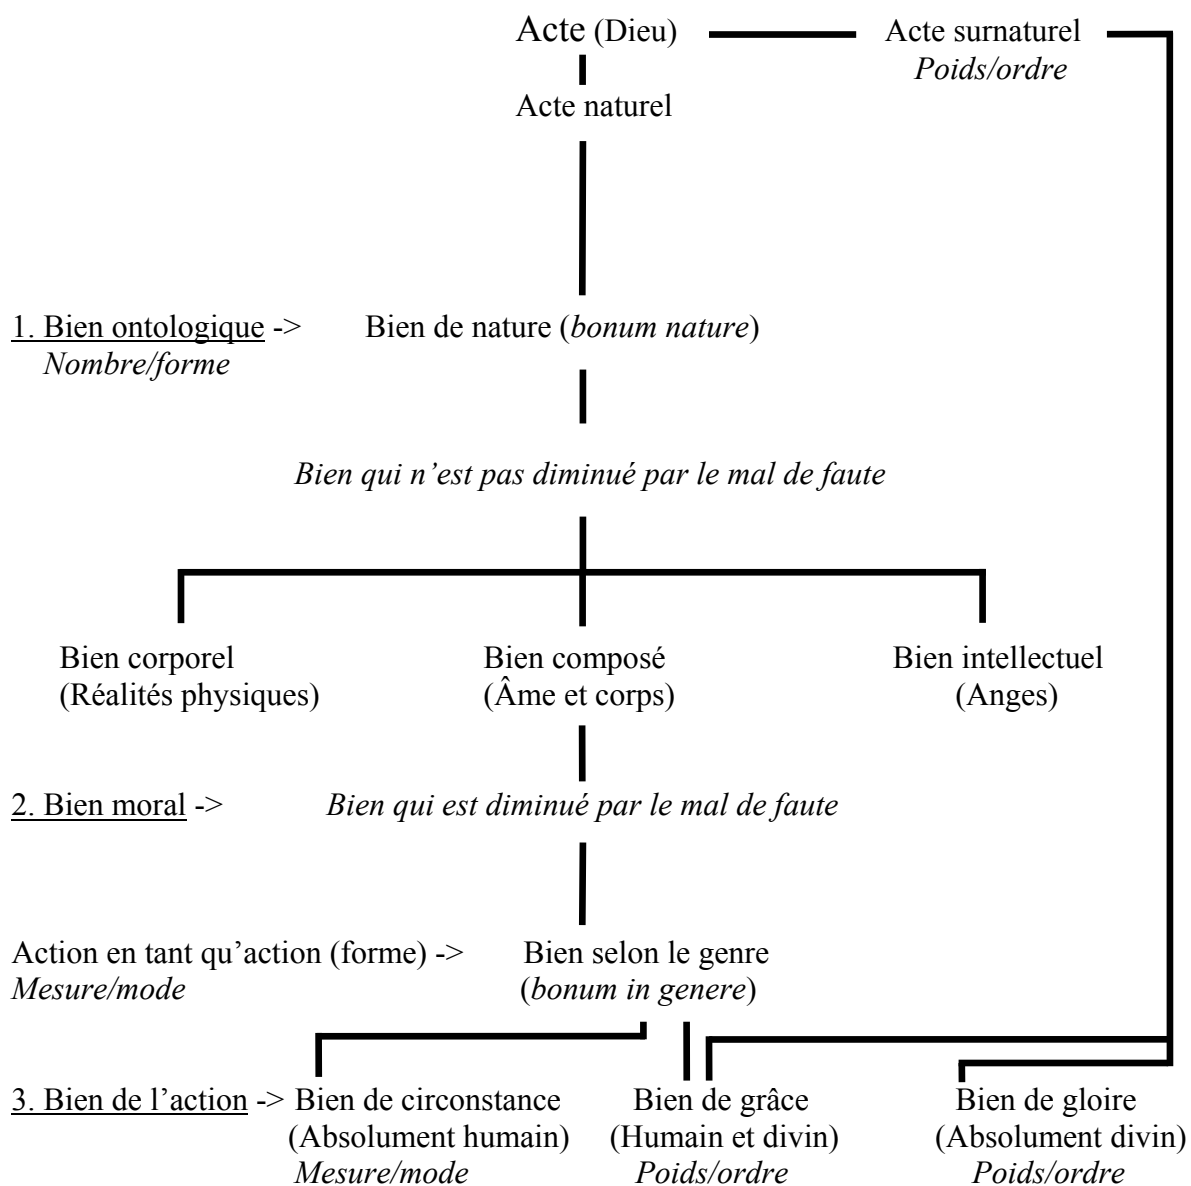 Acte (Dieu) Acte surnaturel
Poids/ordre
Acte naturel
1. Bien ontologique -> Bien de nature (bonum nature)
Nombre/forme
Bien qui n’est pas diminué par le mal de faute
Bien corporel Bien composé Bien intellectuel
(Réalités physiques) (Âme et corps) (Anges)
2. Bien moral -> Bien qui est diminué par le mal de faute
Action en tant qu’action (forme) -> Bien selon le genre
Mesure/mode (bonum in genere)
3. Bien de l’action -> Bien de circonstance Bien de grâce Bien de gloire
(Absolument humain) (Humain et divin) (Absolument divin)
Mesure/mode Poids/ordre Poids/ordre